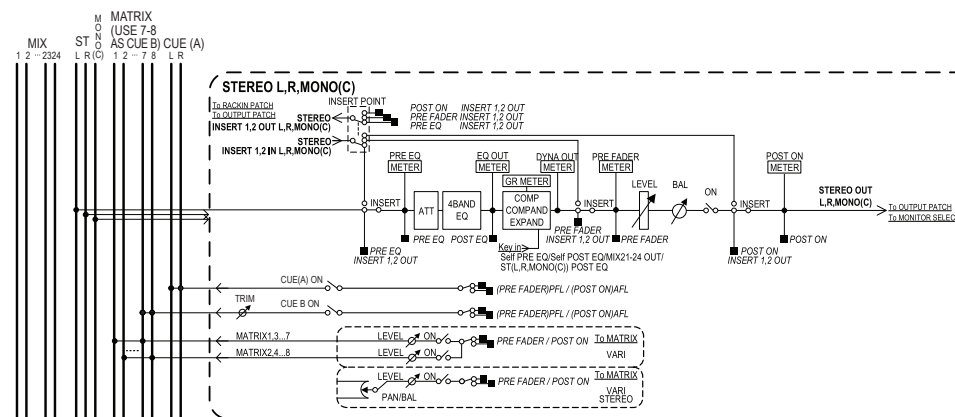 MIX
1 2 ··· 2324
ST
L R
MONO
(C)
MATRIX
(USE 7-8
AS CUE B)
1 2 ··· 7 8
CUE (A)
L R
STEREO L,R,MONO(C)
To RACKIN PATCH
To OUTPUT PATCH
INSERT POINT
STEREO
INSERT 1,2 OUT L,R,MONO(C)
STEREO
INSERT 1,2 IN L,R,MONO(C)
POST ON INSERT 1,2 OUT
PRE FADER INSERT 1,2 OUT
PRE EQ INSERT 1,2 OUT
PRE EQ
METER
EQ OUT
METER
DYNA OUT
METER
PRE FADER
METER
POST ON
METER
GR METER
INSERT
ATT
4BAND
EQ
COMP
COMPAND
EXPAND
INSERT
LEVEL
BAL
ON
INSERT
STEREO OUT
L,R,MONO(C)
To OUTPUT PATCH
To MONITOR SELEC
PRE EQ
INSERT 1,2 OUT
PRE EQ
POST EQ
Key in
Self PRE EQ/Self POST EQ/MIX21-24 OUT/
ST(L,R,MONO(C)) POST EQ
PRE FADER
INSERT 1,2 OUT
PRE FADER
POST ON
INSERT 1,2 OUT
POST ON
CUE(A) ON
(PRE FADER)PFL / (POST ON)AFL
TRIM
CUE B ON
(PRE FADER)PFL / (POST ON)AFL
MATRIX1,3...7
LEVEL
ON
PRE FADER / POST ON
To MATRIX
VARI
MATRIX2,4...8
LEVEL
ON
LEVEL
ON
PAN/BAL
PRE FADER / POST ON
To MATRIX
VARI
STEREO